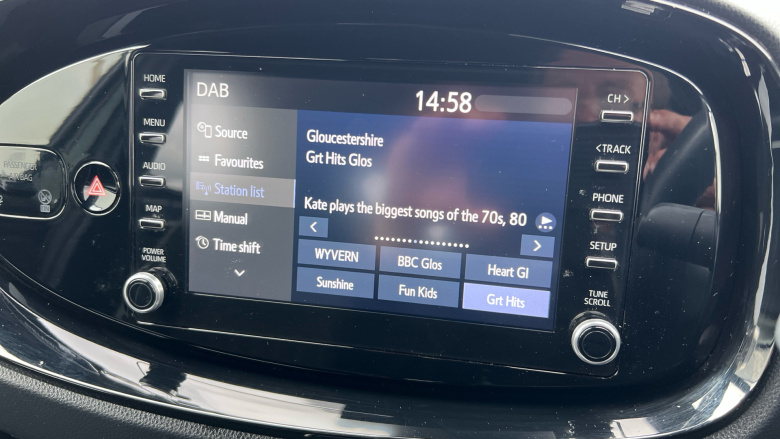 HOME
MENU
AUDIO
MAP
POWER
VOLUME
PASSENGER
AIRBAG
DAB
14:58
Source
Favourites
Station list
Manual
Time shift
Gloucestershire
Grt Hits Glos
Kate plays the biggest songs of the 70s, 80
<
>
WYVERN
BBC Glos
Heart Gl
Sunshine
Fun Kids
Grt Hits
CH >
< TRACK
PHONE
SETUP
TUNE
SCROLL